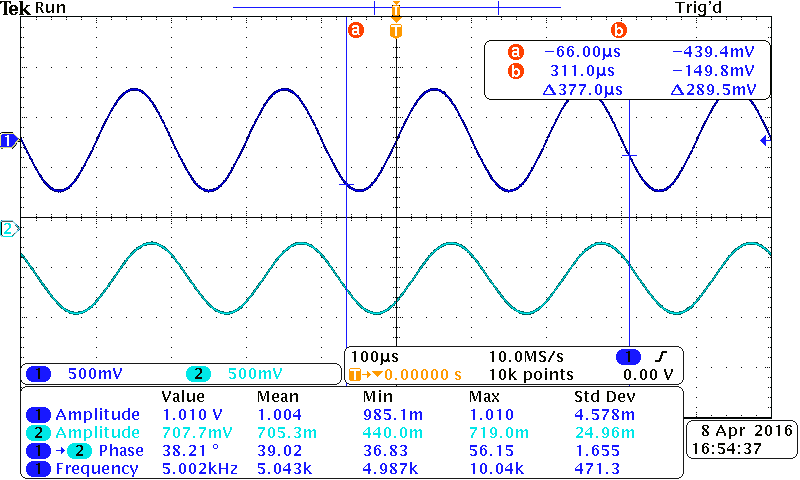 Tek Run Trig'd
T
a T b
a −66.00µs −439.4mV
b 311.0µs −149.8mV
Δ377.0µs Δ289.5mV
1
2
100µs 10.0MS/s 1
T→▼0.00000 s 10k points 0.00 V
1 500mV 2 500mV
Value Mean Min Max Std Dev
1 Amplitude 1.010 V 1.004 985.1m 1.010 4.578m
2 Amplitude 707.7mV 705.3m 440.0m 719.0m 24.96m
1 → 2 Phase 38.21 ° 39.02 36.83 56.15 1.655
1 Frequency 5.002kHz 5.043k 4.987k 10.04k 471.3
8 Apr 2016
16:54:37